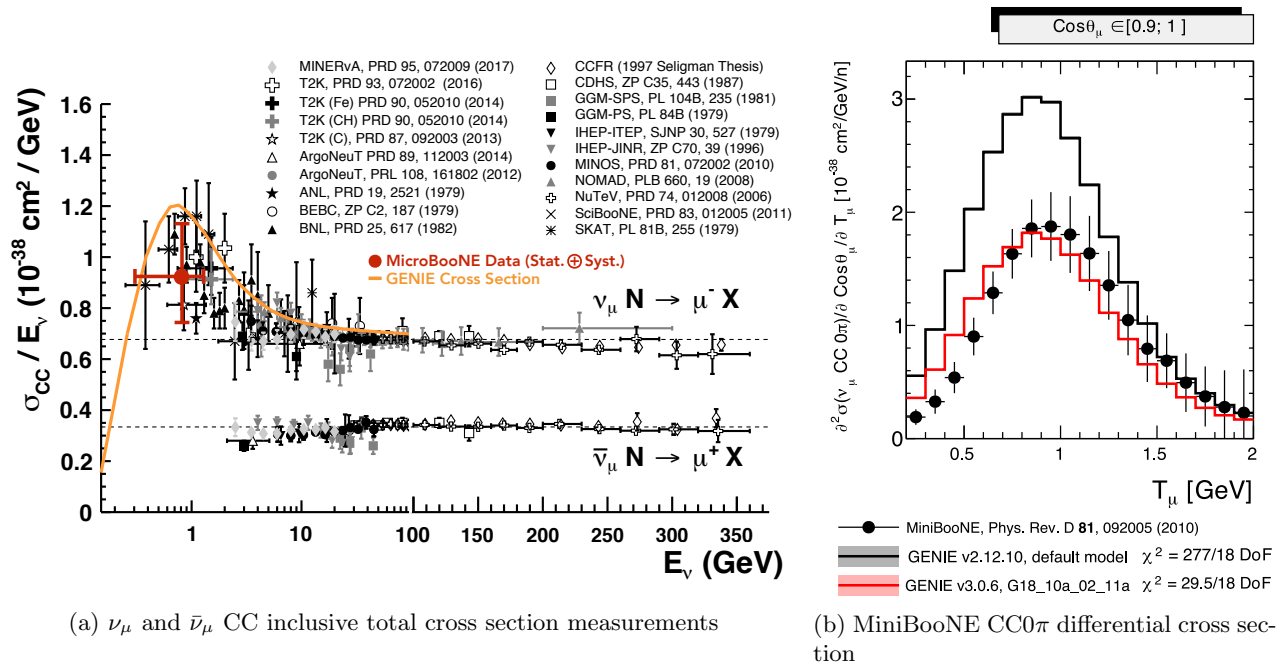 MINERvA, PRD 95, 072009 (2017)
T2K, PRD 93, 072002 (2016)
T2K (Fe) PRD 90, 052010 (2014)
T2K (CH) PRD 90, 052010 (2014)
T2K (C), PRD 87, 092003 (2013)
ArgoNeuT PRD 89, 112003 (2014)
ArgoNeuT, PRL 108, 161802 (2012)
ANL, PRD 19, 2521 (1979)
BEBC, ZP C2, 187 (1979)
BNL, PRD 25, 617 (1982)
CCFR (1997 Seligman Thesis)
CDHS, ZP C35, 443 (1987)
GGM-SPS, PL 104B, 235 (1981)
GGM-PS, PL 84B (1979)
IHEP-ITEP, SJNP 30, 527 (1979)
IHEP-JINR, ZP C70, 39 (1996)
MINOS, PRD 81, 072002 (2010)
NOMAD, PLB 660, 19 (2008)
NuTeV, PRD 74, 012008 (2006)
SciBooNE, PRD 83, 012005 (2011)
SKAT, PL 81B, 255 (1979)
MicroBooNE Data (Stat. ⊕ Syst.)
GENIE Cross Section
ν_μ N → μ⁻ X
ν̄_μ N → μ⁺ X
σ_CC / E_ν (10⁻³⁸ cm² / GeV)
1.6
1.4
1.2
1.0
0.8
0.6
0.4
0.2
0
1
10
100
150
200
250
300
350
E_ν (GeV)
(a) ν_μ and ν̄_μ CC inclusive total cross section measurements
Cosθ_μ ∈[0.9; 1 ]
∂²σ(ν_μ CC 0π)/∂ Cosθ_μ/∂ T_μ [10⁻³⁸ cm²/GeV/n]
3
2
1
0
0.5
1
1.5
2
T_μ [GeV]
MiniBooNE, Phys. Rev. D 81, 092005 (2010)
GENIE v2.12.10, default model χ² = 277/18 DoF
GENIE v3.0.6, G18_10a_02_11a χ² = 29.5/18 DoF
(b) MiniBooNE CC0π differential cross sec-
tion